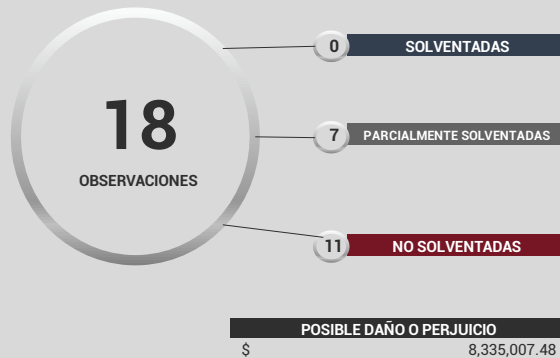 0 SOLVENTADAS
18
OBSERVACIONES
7 PARCIALMENTE SOLVENTADAS
11 NO SOLVENTADAS
POSIBLE DAÑO O PERJUICIO
$ 8,335,007.48